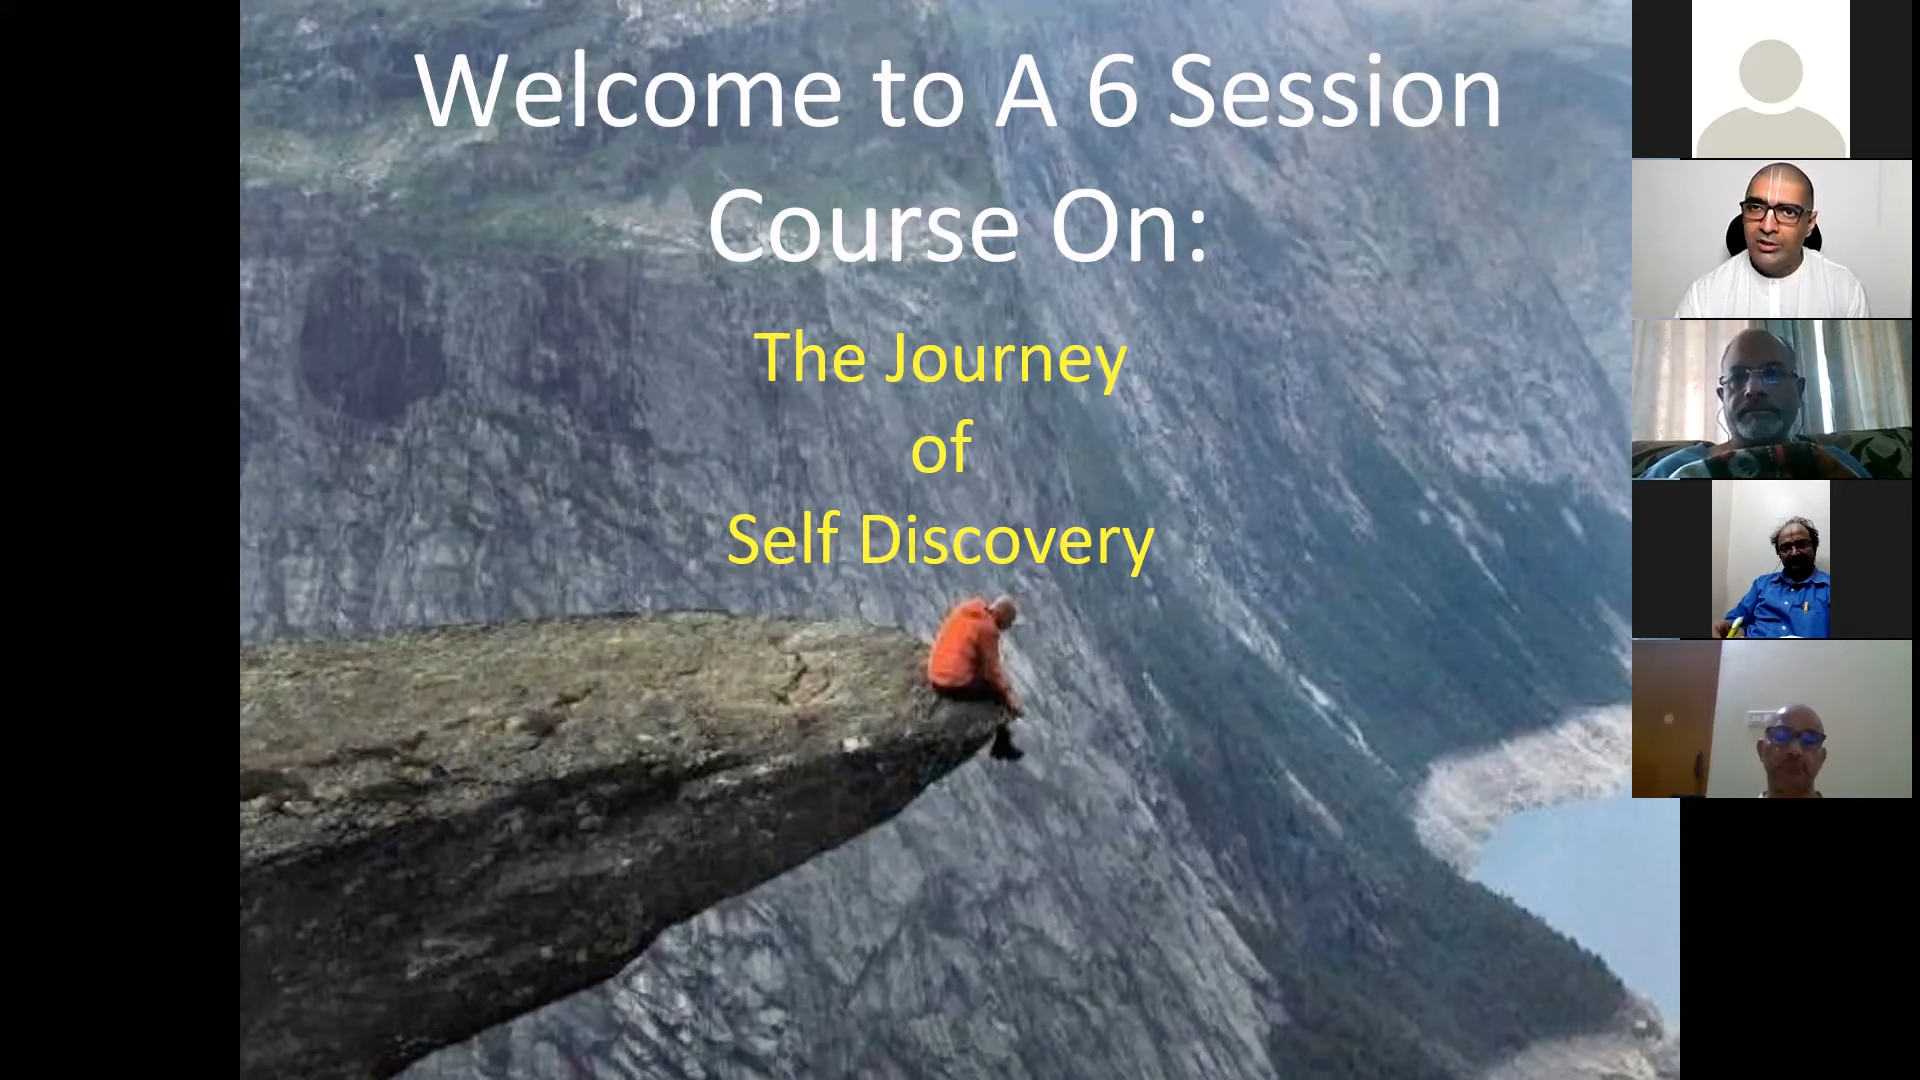 Welcome to A 6 Session
Course On:
The Journey
of
Self Discovery